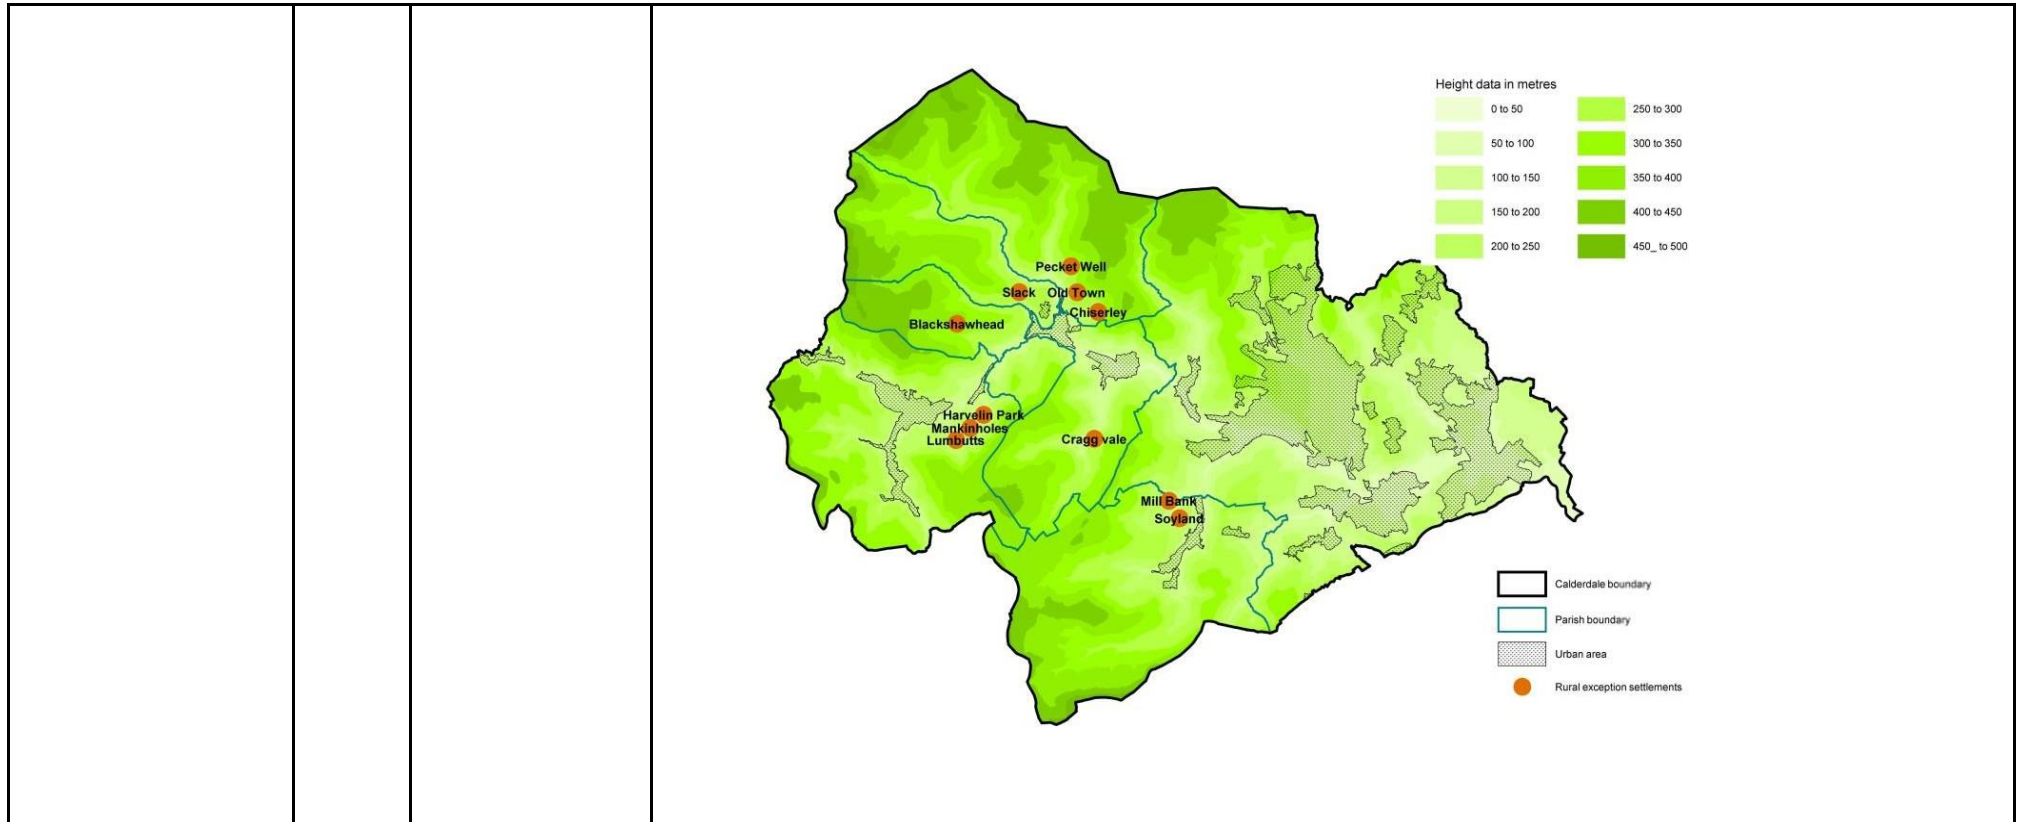 Height data in metres
0 to 50
250 to 300
50 to 100
300 to 350
100 to 150
350 to 400
150 to 200
400 to 450
200 to 250
450_ to 500
Pecket Well
Slack
Old Town
Chiserley
Blackshawhead
Harvelin Park
Mankinholes
Lumbutts
Cragg vale
Mill Bank
Soyland
Calderdale boundary
Parish boundary
Urban area
Rural exception settlements